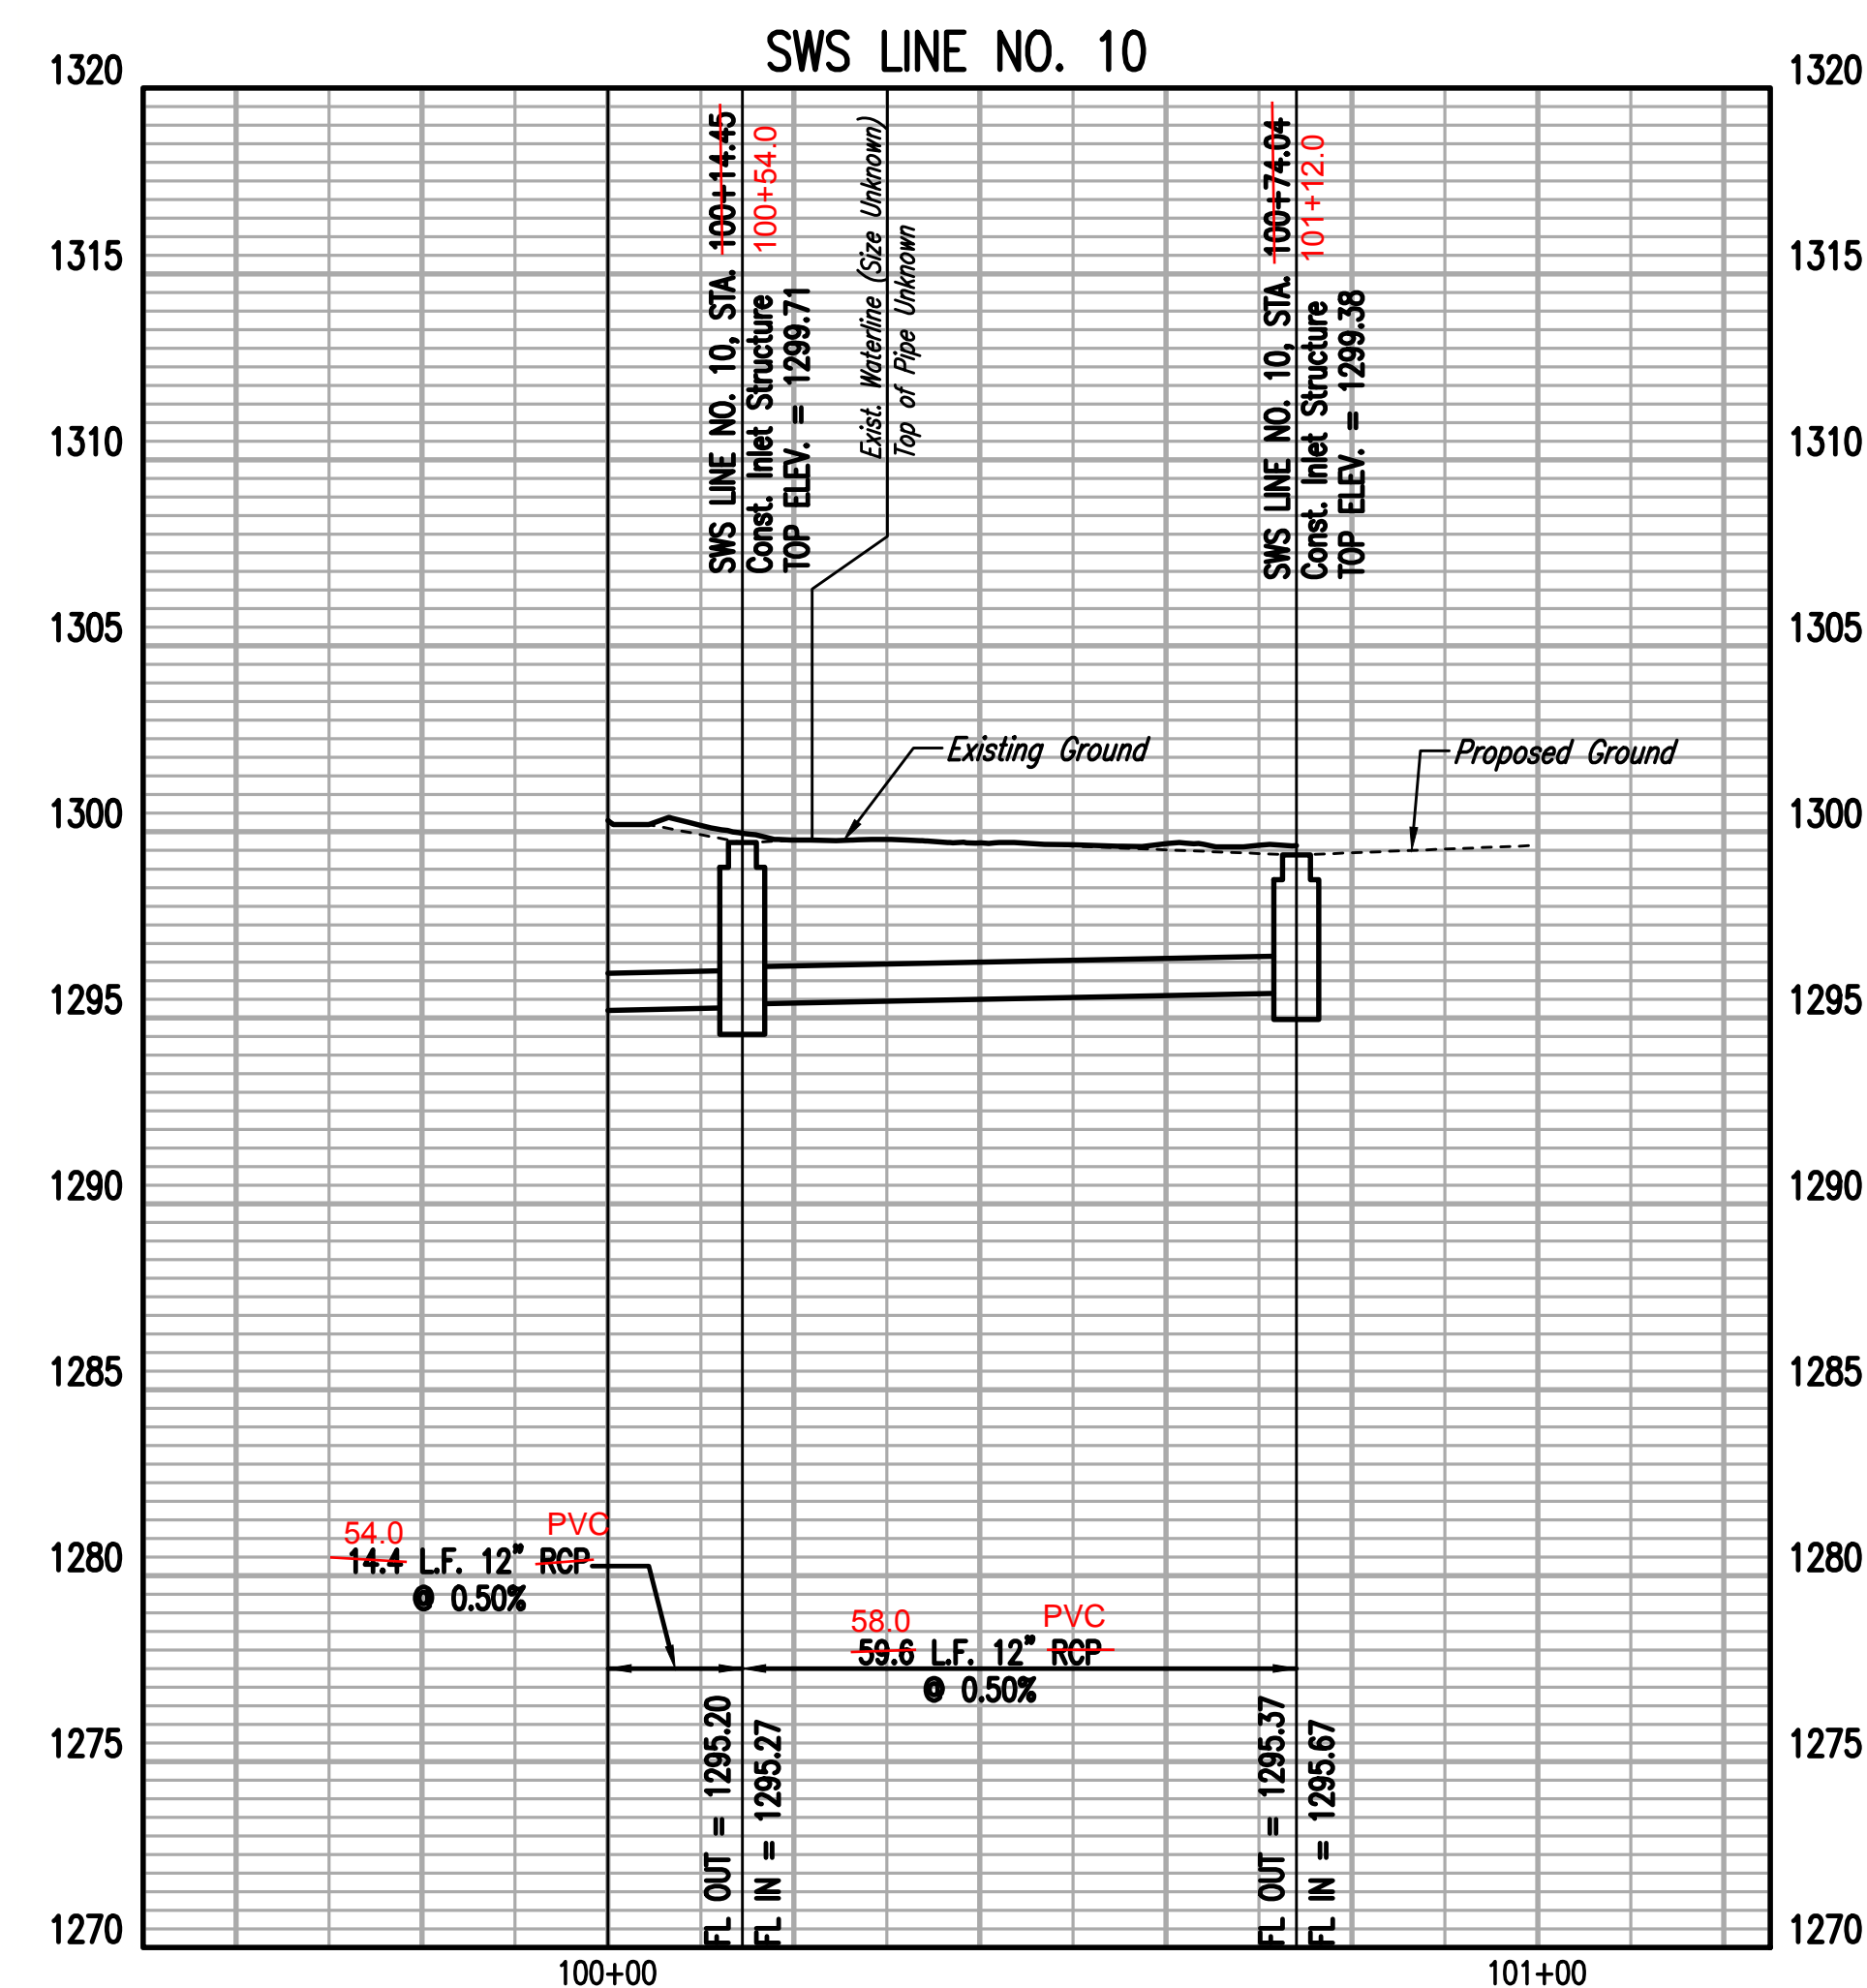 SWS LINE NO. 10
1320
1320
1315
1315
1310
1310
1305
1305
1300
1300
1295
1295
1290
1290
1285
1285
1280
1280
1275
1275
1270
1270
SWS LINE NO. 10, STA. 100+14.45
100+54.0
Const. Inlet Structure
TOP ELEV. = 1299.71
Exist. Waterline (Size Unknown)
Top of Pipe Unknown
SWS LINE NO. 10, STA. 100+74.04
101+12.0
Const. Inlet Structure
TOP ELEV. = 1299.38
Existing Ground
Proposed Ground
54.0 PVC
14.4 L.F. 12" RCP
@ 0.50%
58.0 PVC
59.6 L.F. 12" RCP
@ 0.50%
FL OUT = 1295.20
FL IN = 1295.27
FL OUT = 1295.37
FL IN = 1295.67
100+00
101+00